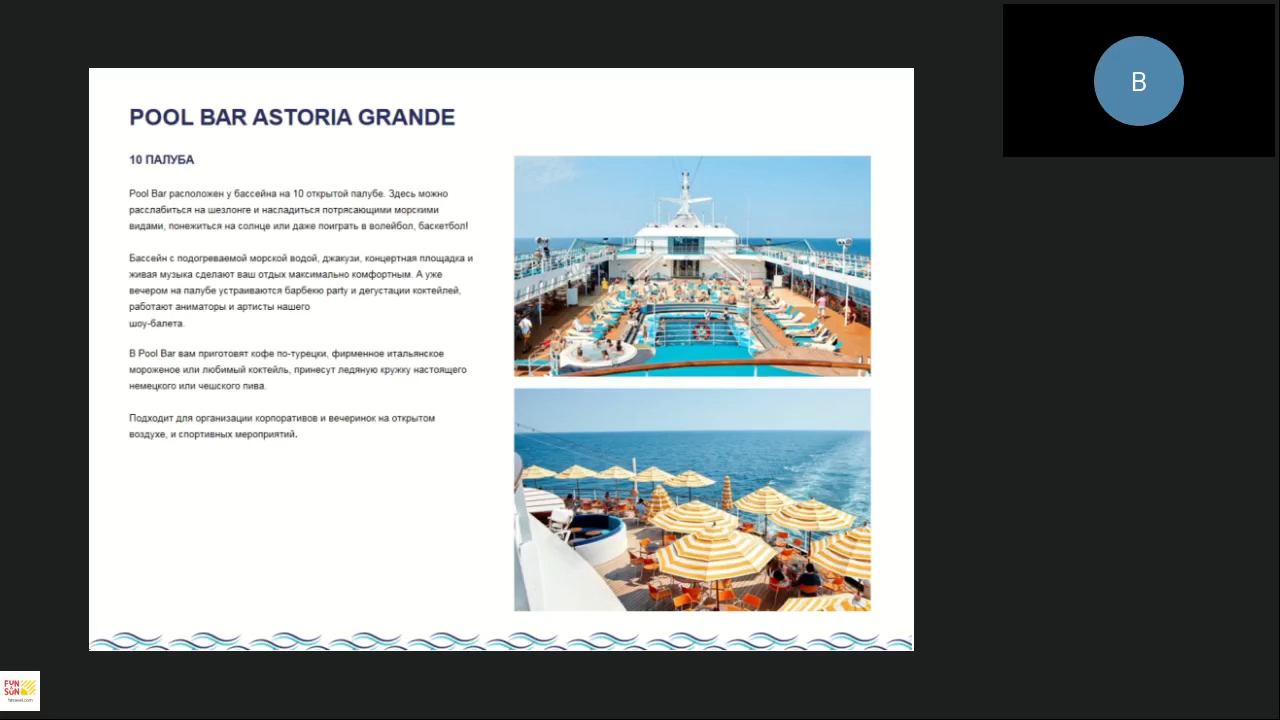 POOL BAR ASTORIA GRANDE
10 ПАЛУБА
Pool Bar расположен у бассейна на 10 открытой палубе. Здесь можно
расслабиться на шезлонге и насладиться потрясающими морскими
видами, понежиться на солнце или даже поиграть в волейбол, баскетбол!
Бассейн с подогреваемой морской водой, джакузи, концертная площадка и
живая музыка сделают ваш отдых максимально комфортным. А уже
вечером на палубе устраиваются барбекю party и дегустации коктейлей,
работают аниматоры и артисты нашего
шоу-балета.
В Pool Bar вам приготовят кофе по-турецки, фирменное итальянское
мороженое или любимый коктейль, принесут ледяную кружку настоящего
немецкого или чешского пива.
Подходит для организации корпоративов и вечеринок на открытом
воздухе, и спортивных мероприятий.
B
FUN
SUN